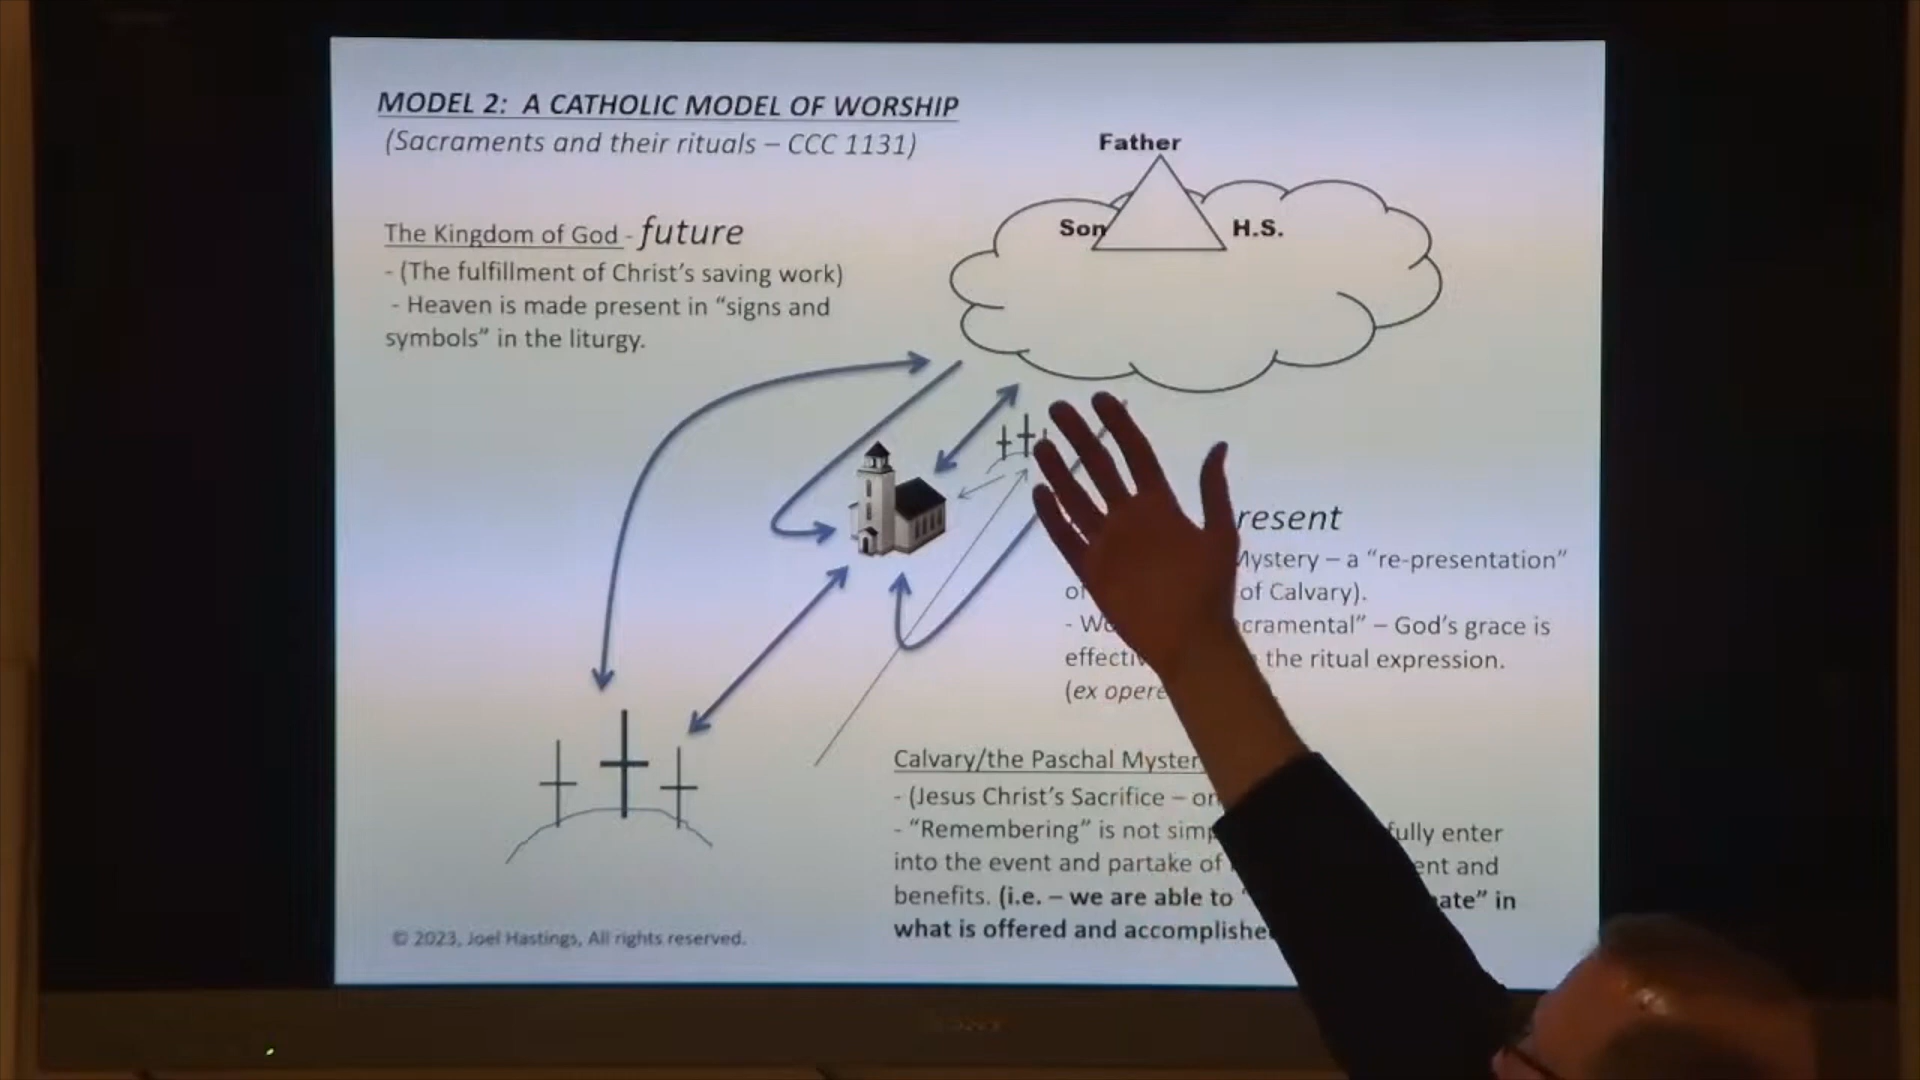 MODEL 2: A CATHOLIC MODEL OF WORSHIP
(Sacraments and their rituals – CCC 1131)
Father
Son
H.S.
The Kingdom of God - future
- (The fulfillment of Christ's saving work)
- Heaven is made present in "signs and
symbols" in the liturgy.
resent
Mystery – a "re-presentation"
of Calvary).
cramental" – God's grace is
the ritual expression.
(ex opere
Calvary/the Paschal Myster
- (Jesus Christ's Sacrifice –
- "Remembering" is not fully enter
into the event and partake of ent and
benefits. (i.e. – we are able to ate" in
what is offered and accomplishe
© 2023, Joel Hastings, All rights reserved.
SONY